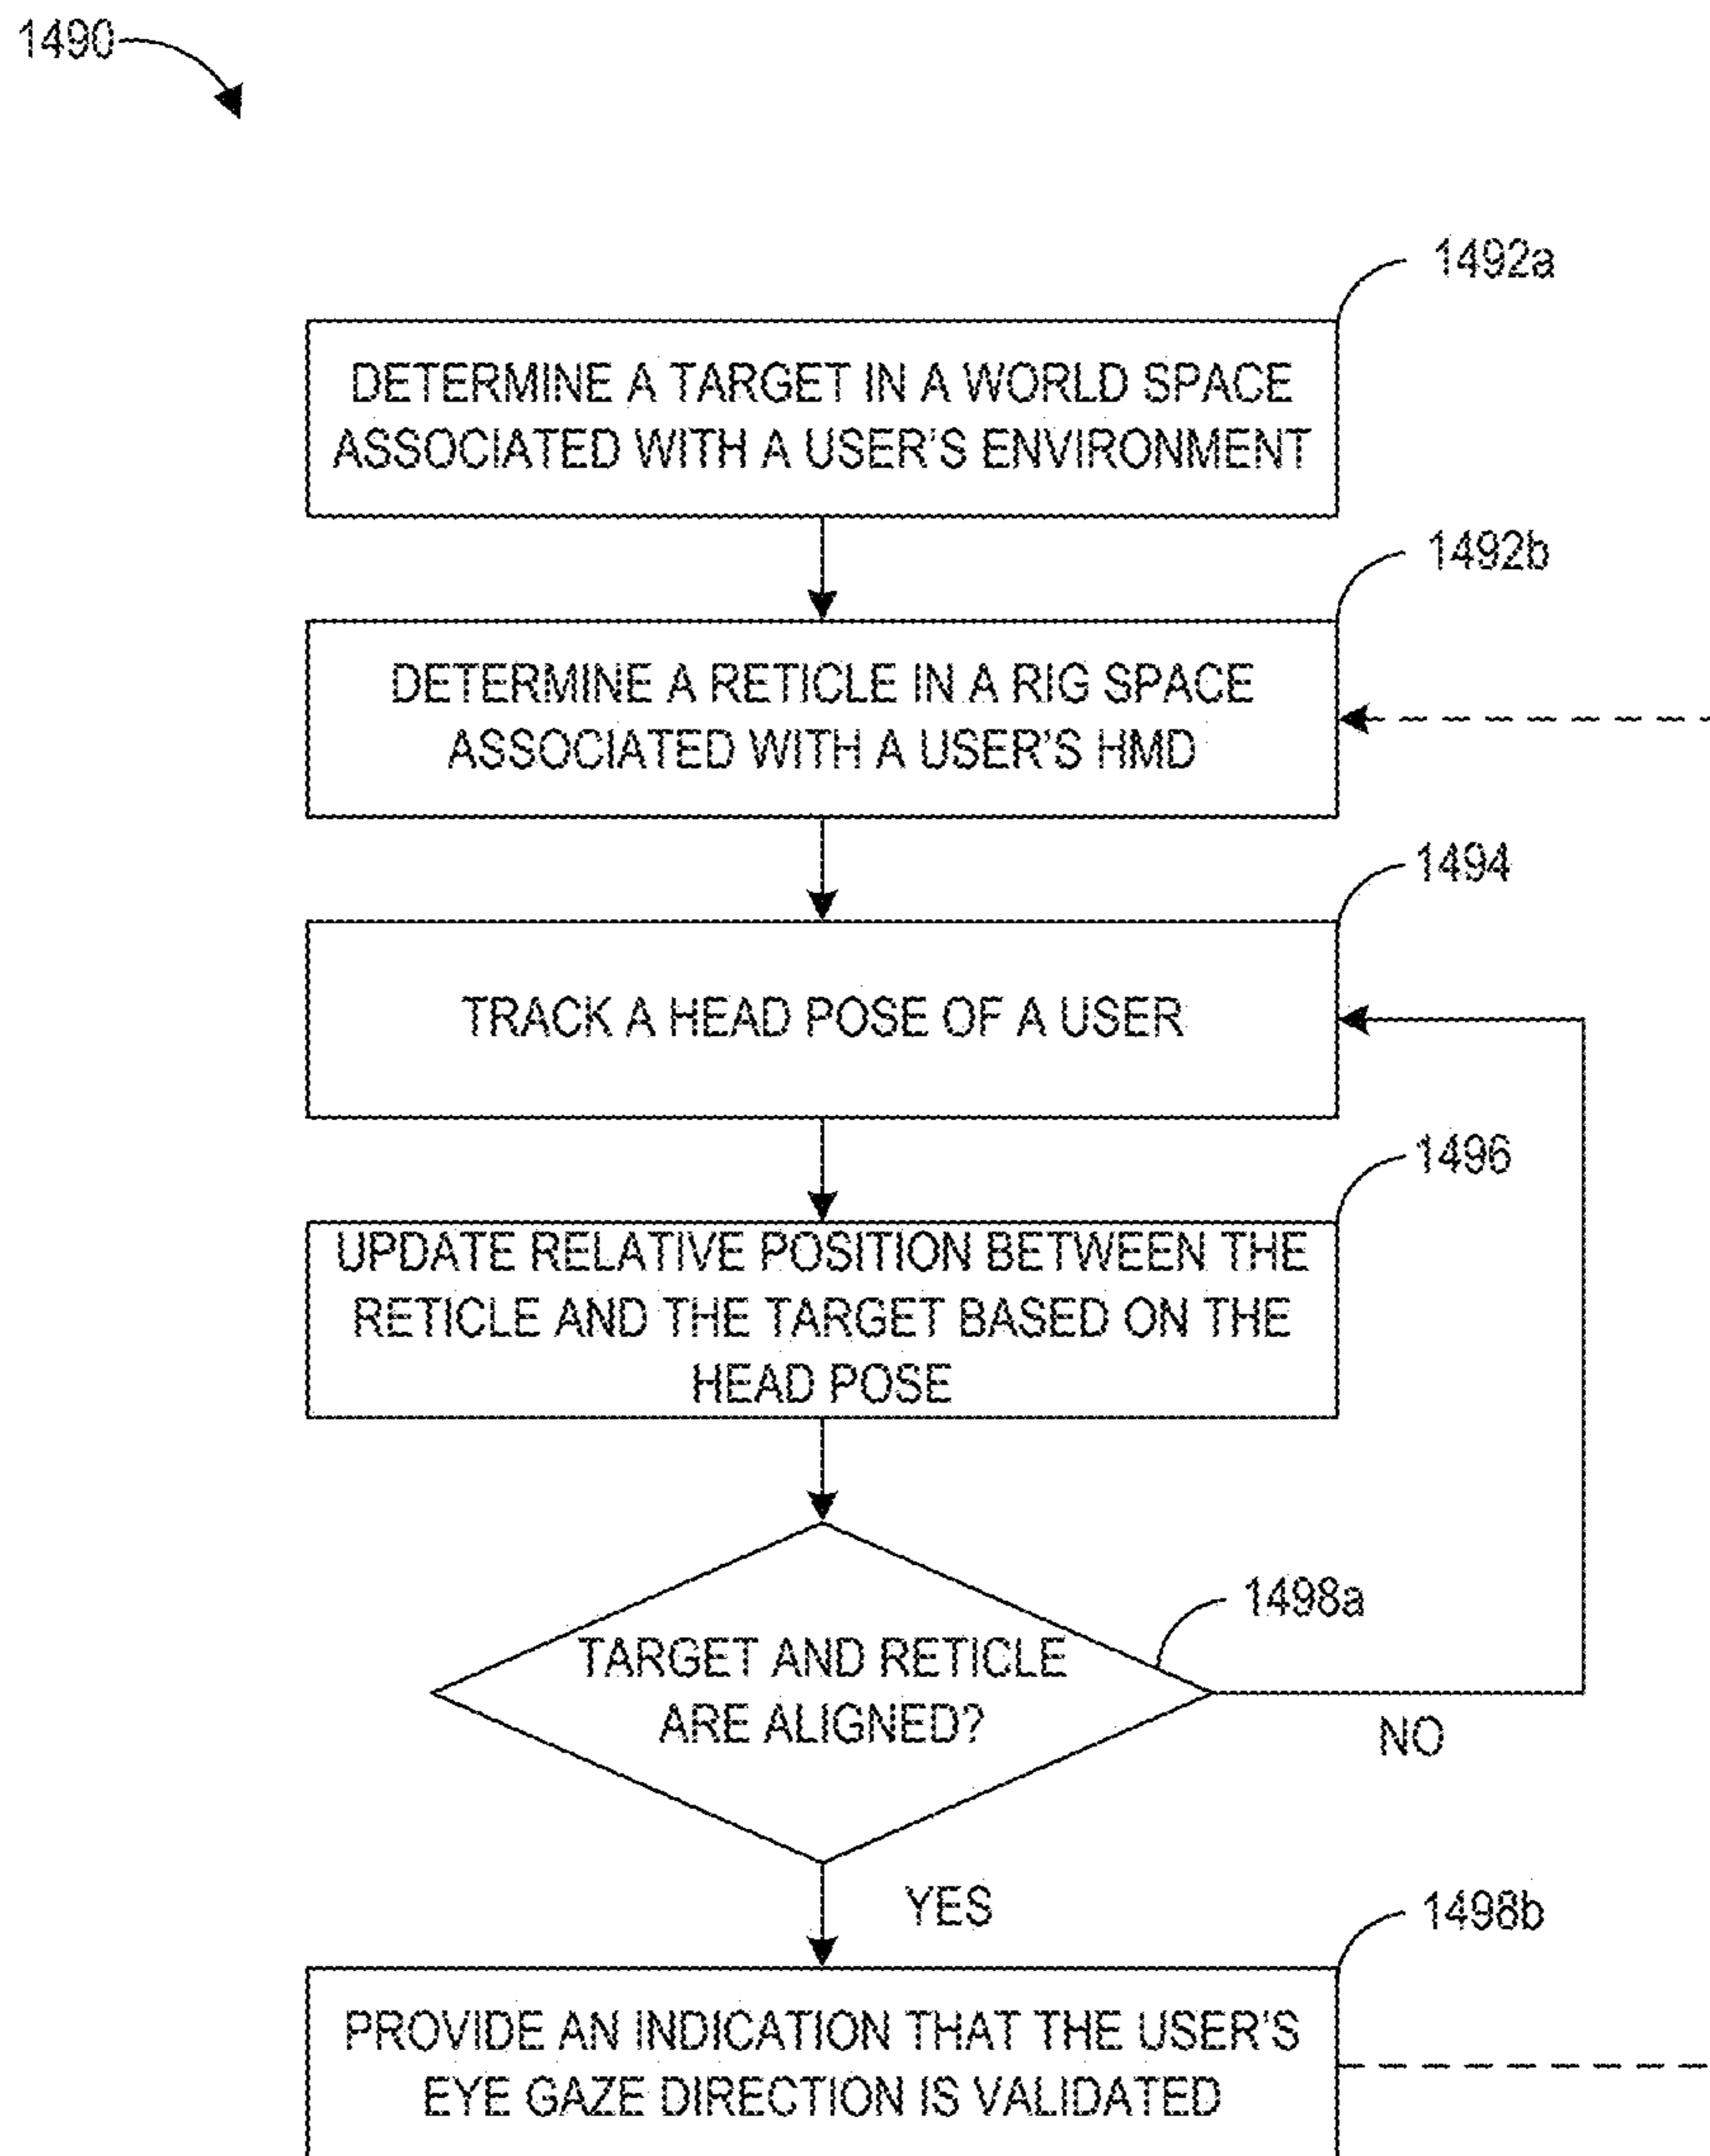 1490
1492a
DETERMINE A TARGET IN A WORLD SPACE
ASSOCIATED WITH A USER'S ENVIRONMENT
1492b
DETERMINE A RETICLE IN A RIG SPACE
ASSOCIATED WITH A USER'S HMD
1494
TRACK A HEAD POSE OF A USER
1496
UPDATE RELATIVE POSITION BETWEEN THE
RETICLE AND THE TARGET BASED ON THE
HEAD POSE
1498a
TARGET AND RETICLE
ARE ALIGNED?
NO
YES
1498b
PROVIDE AN INDICATION THAT THE USER'S
EYE GAZE DIRECTION IS VALIDATED